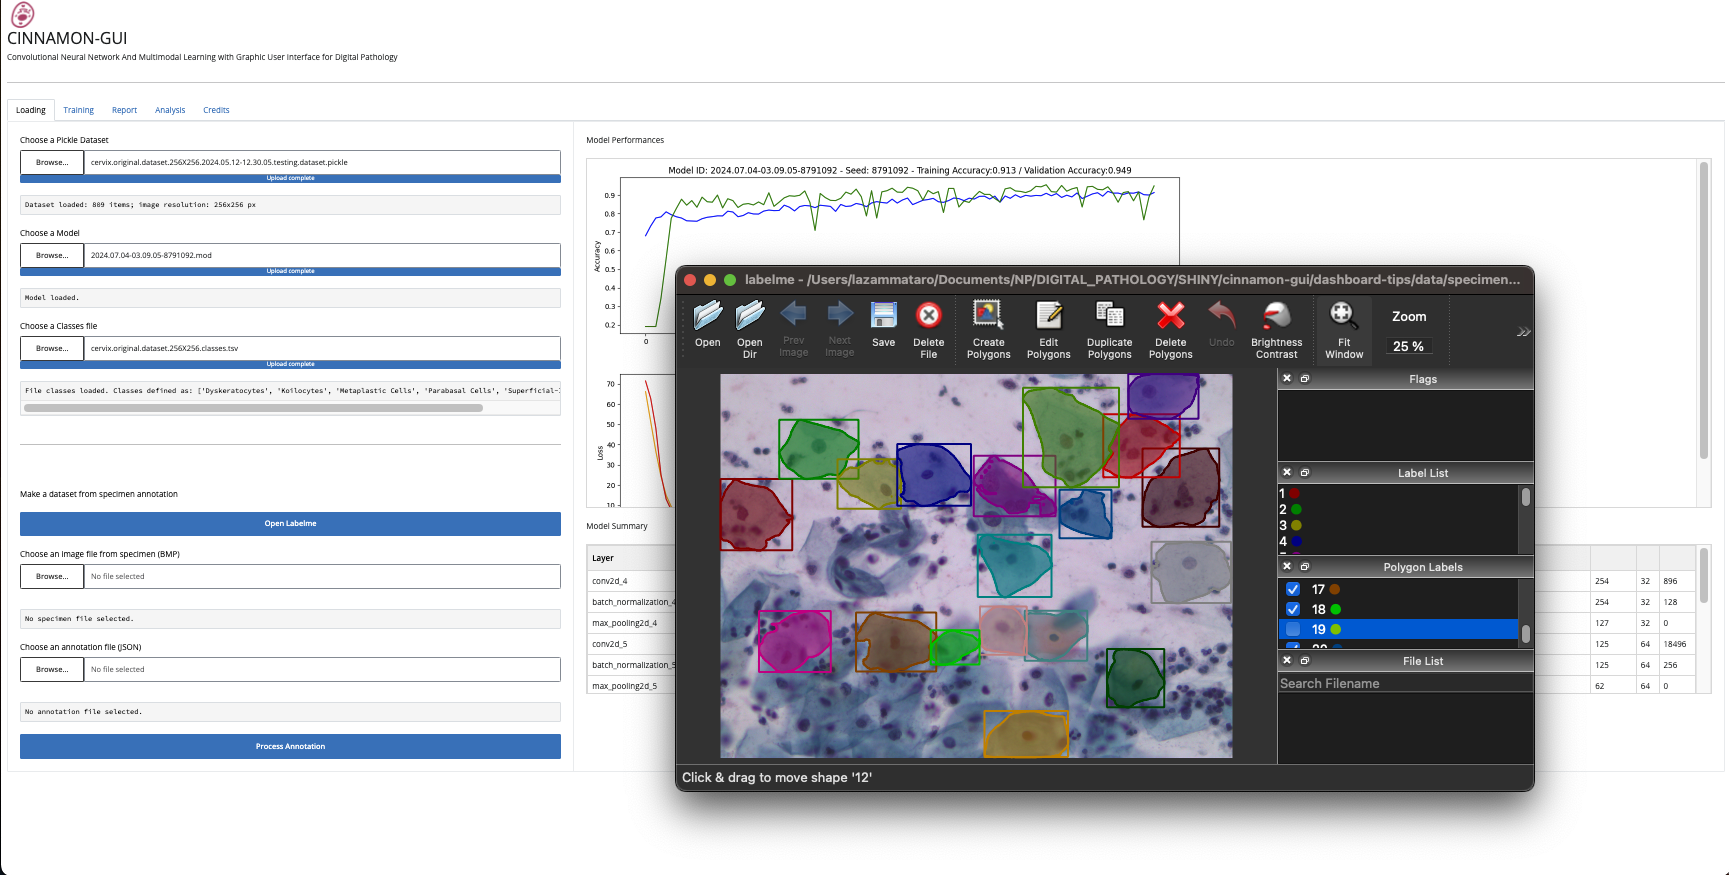 CINNAMON-GUI
Convolutional Neural Network And Multimodal Learning with Graphic User Interface for Digital Pathology
Loading Training Report Analysis Credits
Choose a Pickle Dataset
Browse... cervix.original.dataset.256X256.2024.05.12-12.30.05.testing.dataset.pickle
Upload complete
Dataset loaded: 809 items; image resolution: 256x256 px
Choose a Model
Browse... 2024.07.04-03.09.05-8791092.mod
Upload complete
Model loaded.
Choose a Classes file
Browse... cervix.original.dataset.256X256.classes.tsv
Upload complete
File classes loaded. Classes defined as: ['Dyskeratocytes', 'Koilocytes', 'Metaplastic Cells', 'Parabasal Cells', 'Superficial-
Make a dataset from specimen annotation
Open Labelme
Choose an image file from specimen (BMP)
Browse... No file selected
No specimen file selected.
Choose an annotation file (JSON)
Browse... No file selected
No annotation file selected.
Process Annotation
Model Performances
Model ID: 2024.07.04-03.09.05-8791092 - Seed: 8791092 - Training Accuracy:0.913 / Validation Accuracy:0.949
Accuracy
0.9
0.8
0.7
0.6
0.5
0.4
0.3
0.2
0
Loss
70
60
50
40
30
20
10
Model Summary
Layer
conv2d_4 254 32 896
batch_normalization_4 254 32 128
max_pooling2d_4 127 32 0
conv2d_5 125 64 18496
batch_normalization_5 125 64 256
max_pooling2d_5 62 64 0
labelme - /Users/lazammataro/Documents/NP/DIGITAL_PATHOLOGY/SHINY/cinnamon-gui/dashboard-tips/data/specimen...
Open
Open Dir
Prev Image
Next Image
Save
Delete File
Create Polygons
Edit Polygons
Duplicate Polygons
Delete Polygons
Undo
Brightness Contrast
Fit Window
Zoom
25 %
Flags
Label List
1
2
3
4
Polygon Labels
17
18
19
File List
Search Filename
Click & drag to move shape '12'